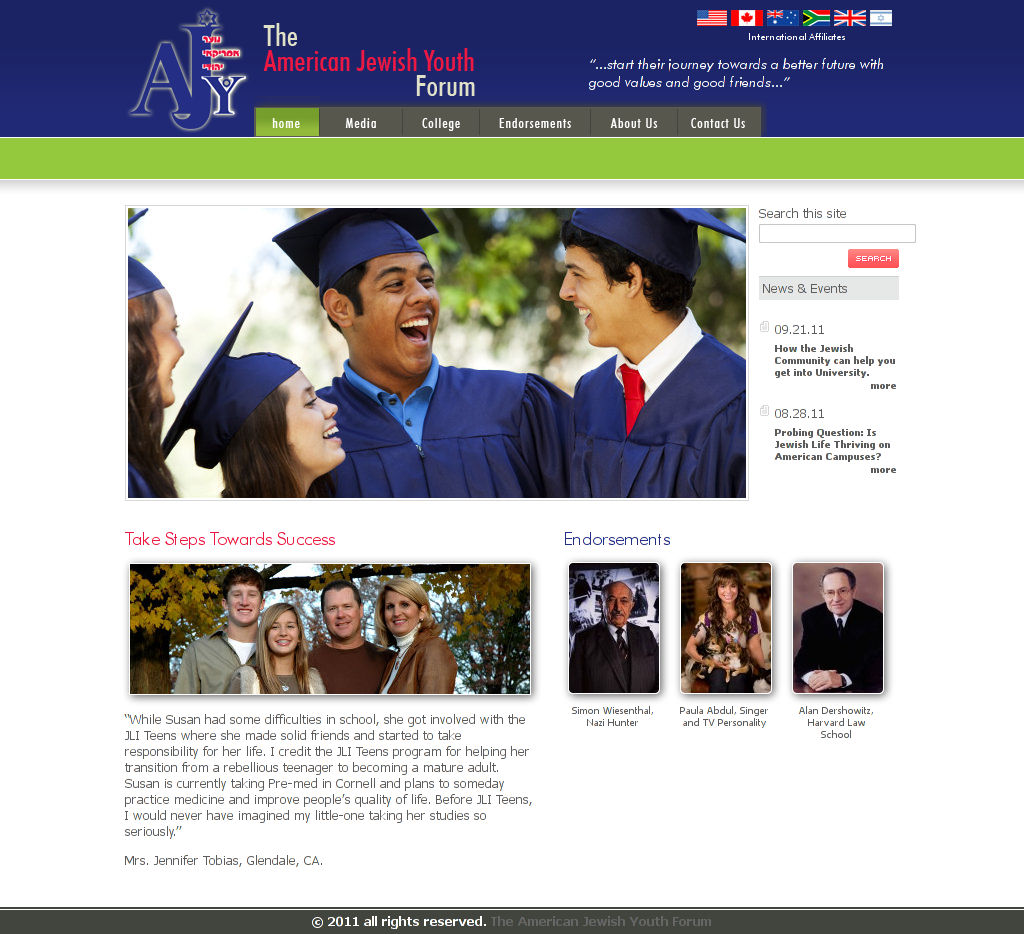 נוער
אמריקאי
יהודי
AJY
The
American Jewish Youth
Forum
International Affiliates
“...start their journey towards a better future with
good values and good friends...”
home
Media
College
Endorsements
About Us
Contact Us
Search this site
SEARCH
News & Events
09.21.11
How the Jewish
Community can help you
get into University.
more
08.28.11
Probing Question: Is
Jewish Life Thriving on
American Campuses?
more
Take Steps Towards Success
“While Susan had some difficulties in school, she got involved with the
JLI Teens where she made solid friends and started to take
responsibility for her life. I credit the JLI Teens program for helping her
transition from a rebellious teenager to becoming a mature adult.
Susan is currently taking Pre-med in Cornell and plans to someday
practice medicine and improve people’s quality of life. Before JLI Teens,
I would never have imagined my little-one taking her studies so
seriously.”
Mrs. Jennifer Tobias, Glendale, CA.
Endorsements
Simon Wiesenthal,
Nazi Hunter
Paula Abdul, Singer
and TV Personality
Alan Dershowitz,
Harvard Law
School
© 2011 all rights reserved. The American Jewish Youth Forum